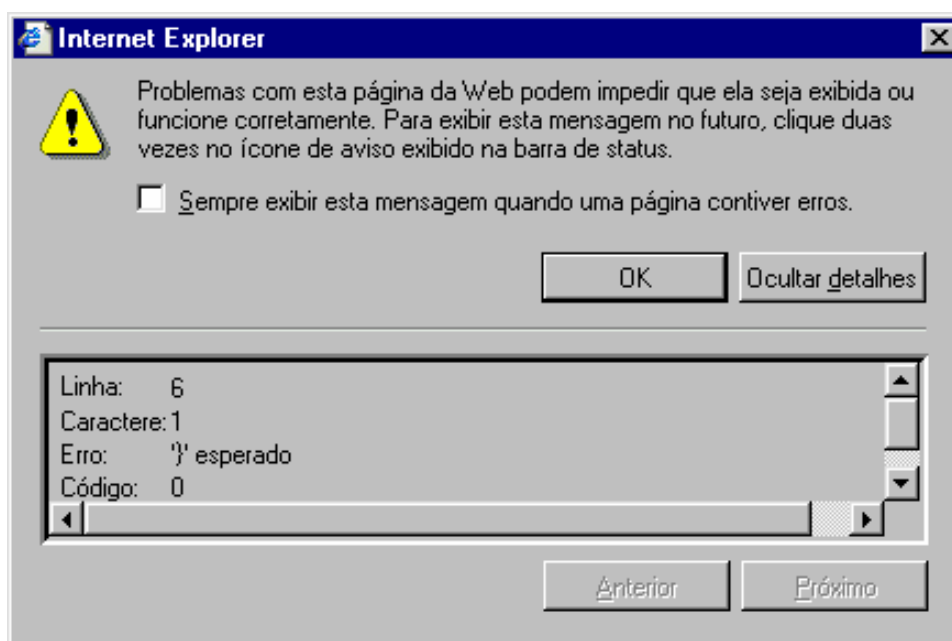 Internet Explorer
Problemas com esta página da Web podem impedir que ela seja exibida ou
funcione corretamente. Para exibir esta mensagem no futuro, clique duas
vezes no ícone de aviso exibido na barra de status.
Sempre exibir esta mensagem quando uma página contiver erros.
OK
Ocultar detalhes
Linha: 6
Caractere: 1
Erro: '}' esperado
Código: 0
Anterior
Próximo